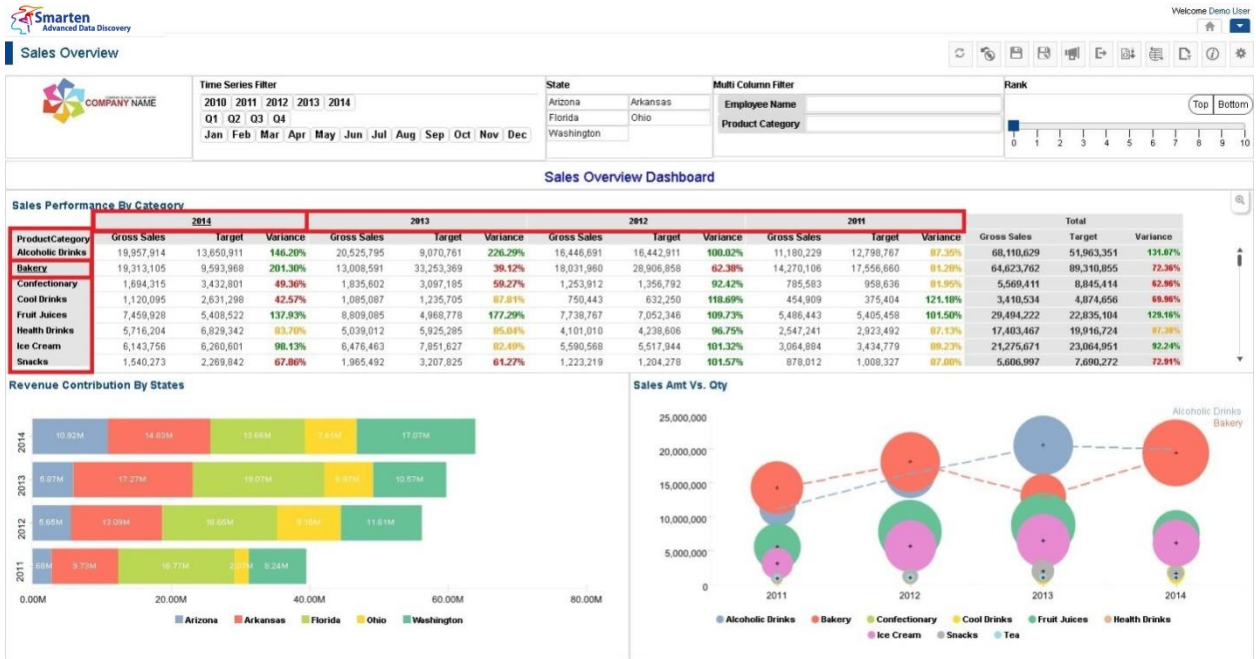 Smarten
Advanced Data Discovery
Welcome Demo User
Sales Overview
COMPANY NAME
Time Series Filter
2010 2011 2012 2013 2014
Q1 Q2 Q3 Q4
Jan Feb Mar Apr May Jun Jul Aug Sep Oct Nov Dec
State
Arizona Arkansas
Florida Ohio
Washington
Multi Column Filter
Employee Name
Product Category
Rank
Top Bottom
0 1 2 3 4 5 6 7 8 9 10
Sales Overview Dashboard
Sales Performance By Category
2014 2013 2012 2011 Total
ProductCategory Gross Sales Target Variance Gross Sales Target Variance Gross Sales Target Variance Gross Sales Target Variance Gross Sales Target Variance
Alcoholic Drinks 19,957,914 13,650,911 146.20% 20,525,795 9,070,761 226.29% 16,446,691 16,442,911 100.02% 11,180,229 12,798,767 87.35% 68,110,629 51,963,351 131.07%
Bakery 19,313,105 9,593,968 201.30% 13,008,591 33,253,369 39.12% 18,031,960 28,906,858 62.38% 14,270,106 17,556,660 81.28% 64,623,762 89,310,855 72.36%
Confectionary 1,694,315 3,432,801 49.36% 1,835,602 3,097,185 59.27% 1,253,912 1,356,792 92.42% 785,583 958,636 81.95% 5,569,411 8,845,414 62.96%
Cool Drinks 1,120,095 2,631,298 42.57% 1,085,087 1,235,705 87.81% 750,443 632,250 118.69% 454,909 375,404 121.18% 3,410,534 4,874,656 69.96%
Fruit Juices 7,459,928 5,408,522 137.93% 8,809,085 4,968,778 177.29% 7,738,767 7,052,346 109.73% 5,486,443 5,405,458 101.50% 29,494,222 22,835,104 129.16%
Health Drinks 5,716,204 6,829,342 83.70% 5,039,012 5,925,285 85.04% 4,101,010 4,238,606 96.75% 2,547,241 2,923,492 87.13% 17,403,467 19,916,724 87.38%
Ice Cream 6,143,756 6,260,601 98.13% 6,476,463 7,851,627 82.49% 5,590,568 5,517,944 101.32% 3,064,884 3,434,779 89.23% 21,275,671 23,064,951 92.24%
Snacks 1,540,273 2,269,842 67.86% 1,965,492 3,207,825 61.27% 1,223,219 1,204,278 101.57% 878,012 1,008,327 87.08% 5,606,997 7,690,272 72.91%
Revenue Contribution By States
2014 10.92M 14.83M 13.66M 17.07M
2013 17.27M 19.07M 10.57M
2012 13.09M 11.61M
2011 9.73M 16.77M 8.24M
0.00M 20.00M 40.00M 60.00M 80.00M
Arizona Arkansas Florida Ohio Washington
Sales Amt Vs. Qty
Alcoholic Drinks
Bakery
25,000,000
20,000,000
15,000,000
10,000,000
5,000,000
0
2011 2012 2013 2014
Alcoholic Drinks Bakery Confectionary Cool Drinks Fruit Juices Health Drinks
Ice Cream Snacks Tea